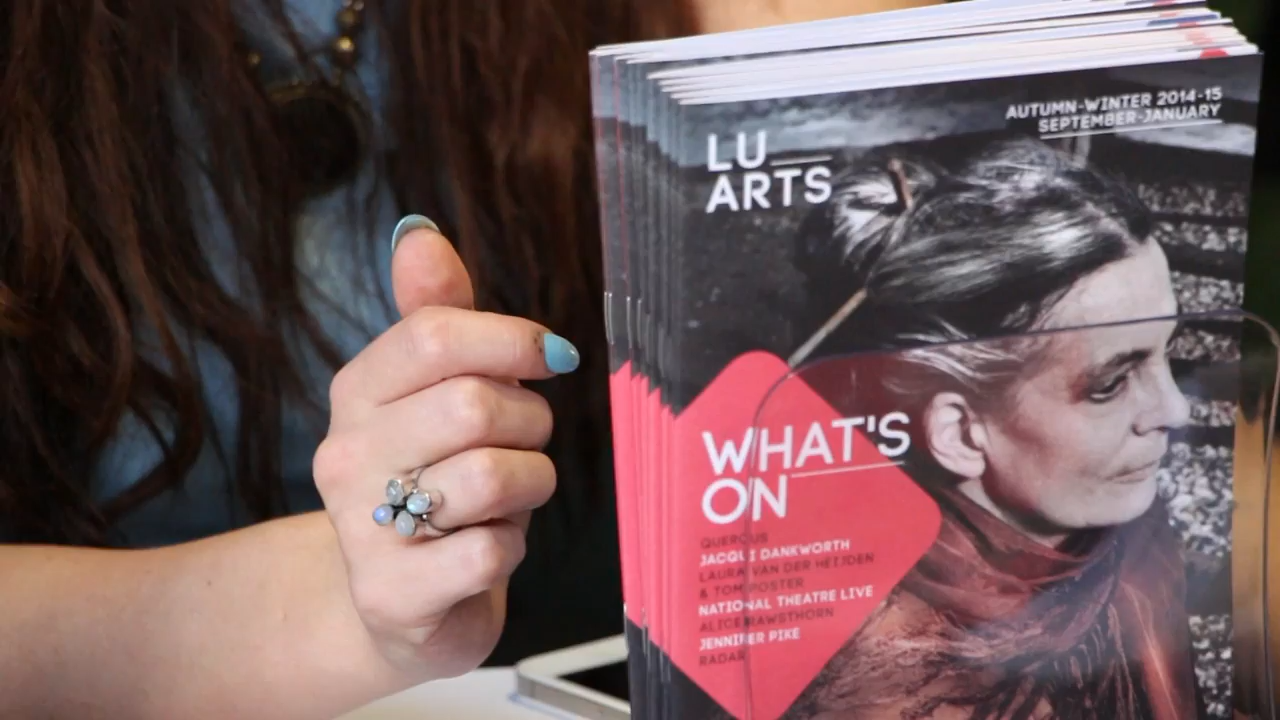 AUTUMN-WINTER 2014-15
SEPTEMBER-JANUARY
LU
ARTS
WHAT'S
ON
QUERCUS
JACQUI DANKWORTH
LAURA VAN DER HEIJDEN
& TOM POSTER
NATIONAL THEATRE LIVE
ALICE RAWSTHORN
JENNIFER PIKE
RADAR